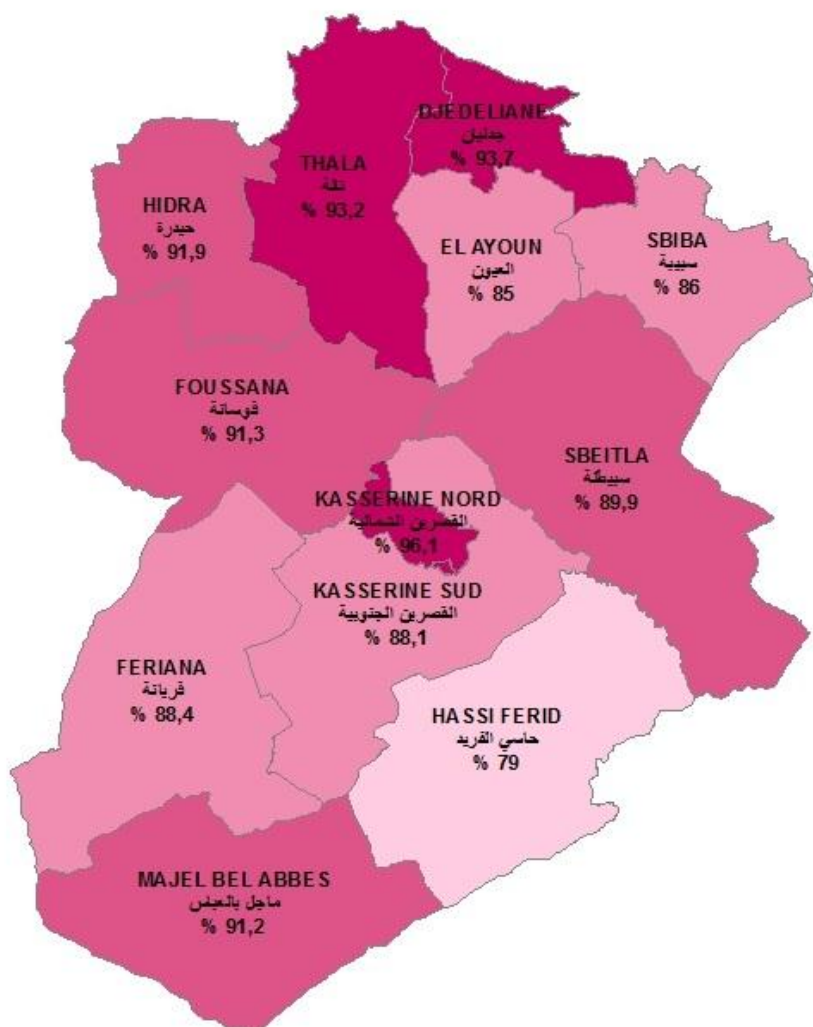 DJEDELIANE
جدليان
% 93,7
THALA
تالة
% 93,2
HIDRA
حيدرة
% 91,9
EL AYOUN
العيون
% 85
SBIBA
سبيبة
% 86
FOUSSANA
فوسانة
% 91,3
SBEITLA
سبيطلة
% 89,9
KASSERINE NORD
القصرين الشمالية
% 96,1
KASSERINE SUD
القصرين الجنوبية
% 88,1
FERIANA
فريانة
% 88,4
HASSI FERID
حاسي الفريد
% 79
MAJEL BEL ABBES
ماجل بالعباس
% 91,2